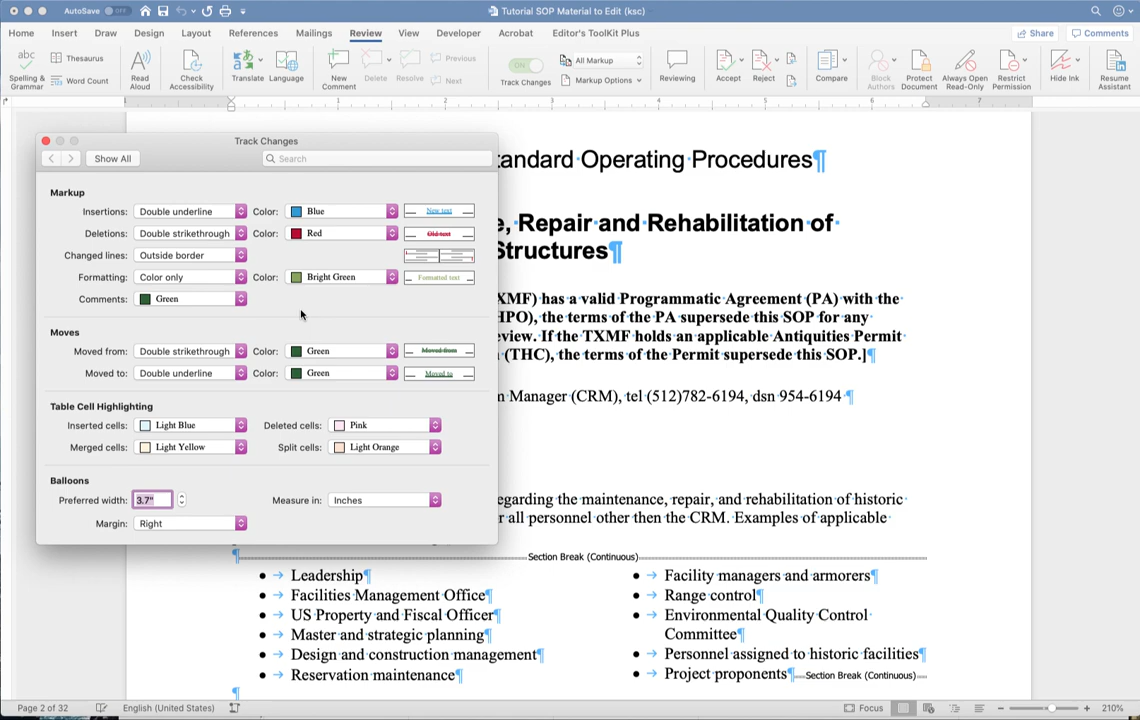 AutoSave OFF
Tutorial SOP Material to Edit (ksc)
Home Insert Draw Design Layout References Mailings Review View Developer Acrobat Editor's ToolKit Plus Share Comments
abc Spelling & Grammar
Thesaurus
Word Count
Read Aloud
Check Accessibility
Translate
Language
New Comment
Delete
Resolve
Previous
Next
ON
Track Changes
All Markup
Markup Options
Reviewing
Accept
Reject
Compare
Block Authors
Protect Document
Always Open Read-Only
Restrict Permission
Hide Ink
Resume Assistant
1 2 3 4 5 6 7
Track Changes
Show All
Search
Markup
Insertions: Double underline Color: Blue New text
Deletions: Double strikethrough Color: Red Old text
Changed lines: Outside border
Formatting: Color only Color: Bright Green Formatted text
Comments: Green
Moves
Moved from: Double strikethrough Color: Green Moved from
Moved to: Double underline Color: Green Moved to
Table Cell Highlighting
Inserted cells: Light Blue Deleted cells: Pink
Merged cells: Light Yellow Split cells: Light Orange
Balloons
Preferred width: 3.7" Measure in: Inches
Margin: Right
tandard·Operating·Procedures¶
e,·Repair·and·Rehabilitation·of·
Structures¶
XMF)·has·a·valid·Programmatic·Agreement·(PA)·with·the·
HPO),·the·terms·of·the·PA·supersede·this·SOP·for·any·
view.·If·the·TXMF·holds·an·applicable·Antiquities·Permit·
(THC),·the·terms·of·the·Permit·supersede·this·SOP.]¶
n·Manager·(CRM),·tel·(512)782-6194,·dsn·954-6194·¶
egarding·the·maintenance,·repair,·and·rehabilitation·of·historic·
r·all·personnel·other·then·the·CRM.·Examples·of·applicable·
¶ Section Break (Continuous)
● → Leadership¶
● → Facilities·Management·Office¶
● → US·Property·and·Fiscal·Officer¶
● → Master·and·strategic·planning¶
● → Design·and·construction·management¶
● → Reservation·maintenance¶
● → Facility·managers·and·armorers¶
● → Range·control¶
● → Environmental·Quality·Control·
Committee¶
● → Personnel·assigned·to·historic·facilities¶
● → Project·proponents¶ Section Break (Continuous)
¶
Page 2 of 32 English (United States) Focus 210%